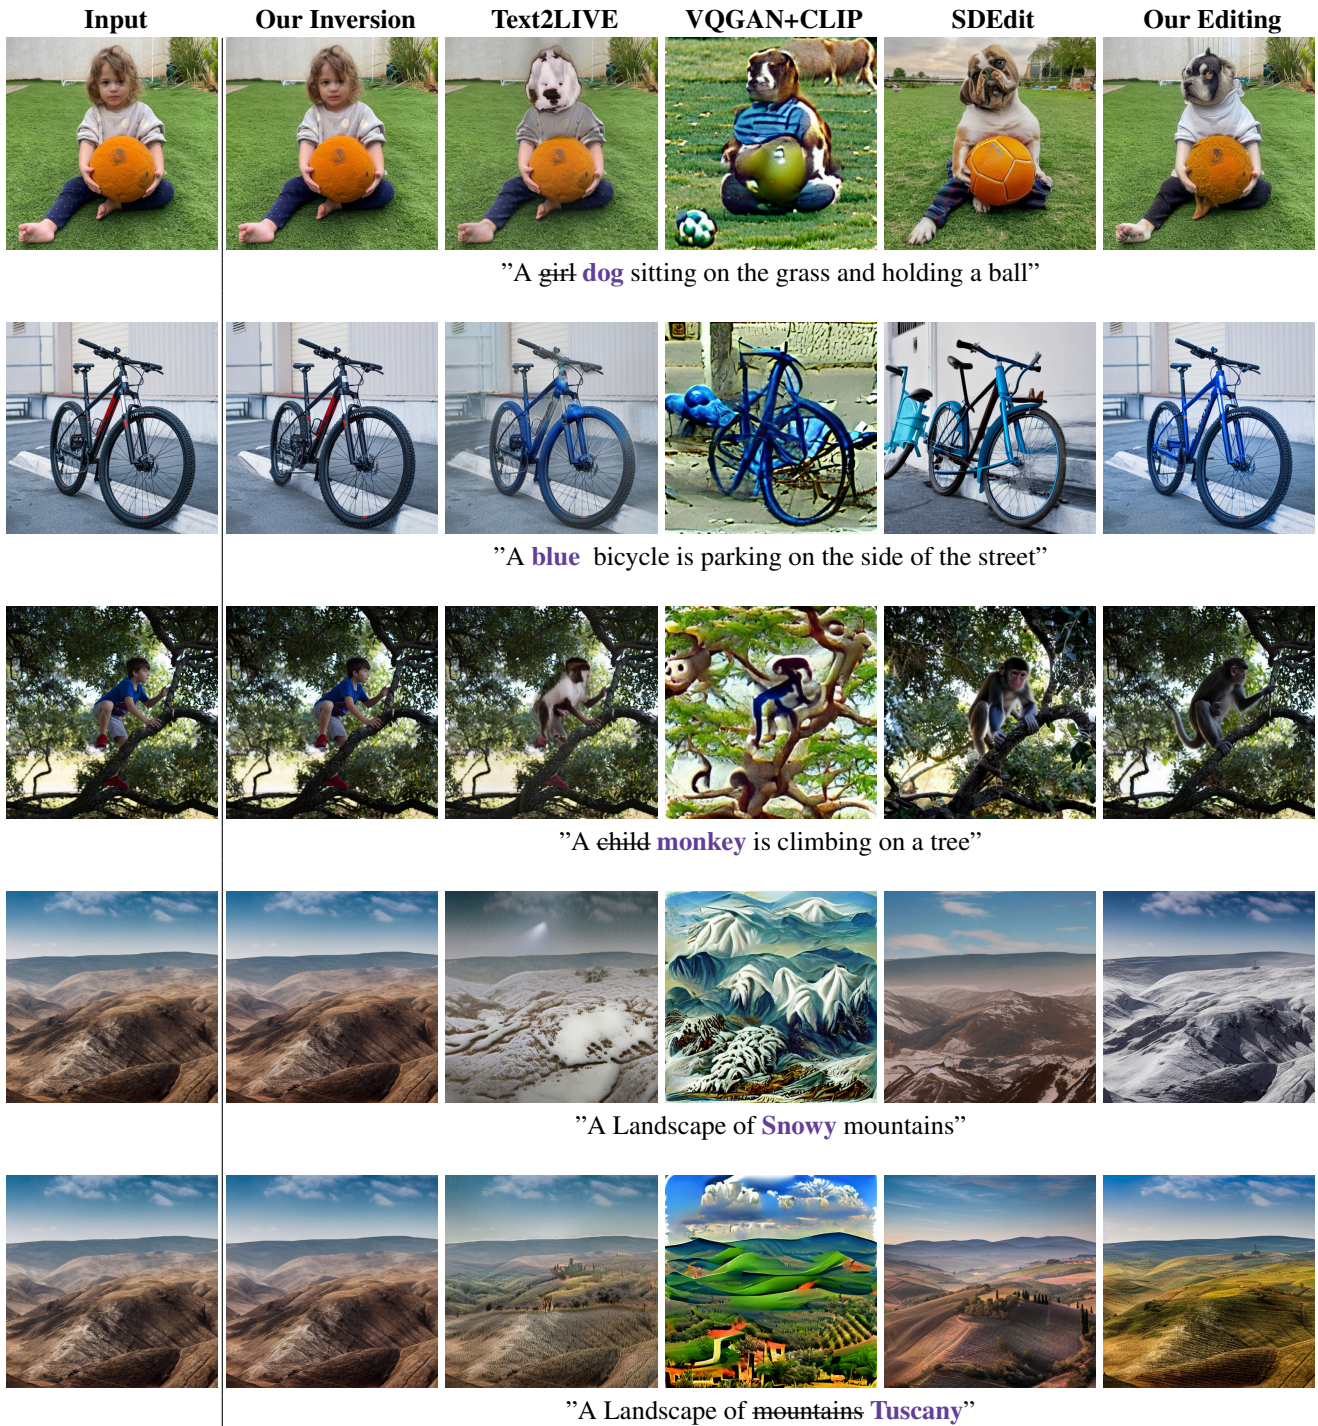 Input Our Inversion Text2LIVE VQGAN+CLIP SDEdit Our Editing
”A ~~girl~~ dog sitting on the grass and holding a ball”
”A blue bicycle is parking on the side of the street”
”A ~~child~~ monkey is climbing on a tree”
”A Landscape of Snowy mountains”
”A Landscape of ~~mountains~~ Tuscany”